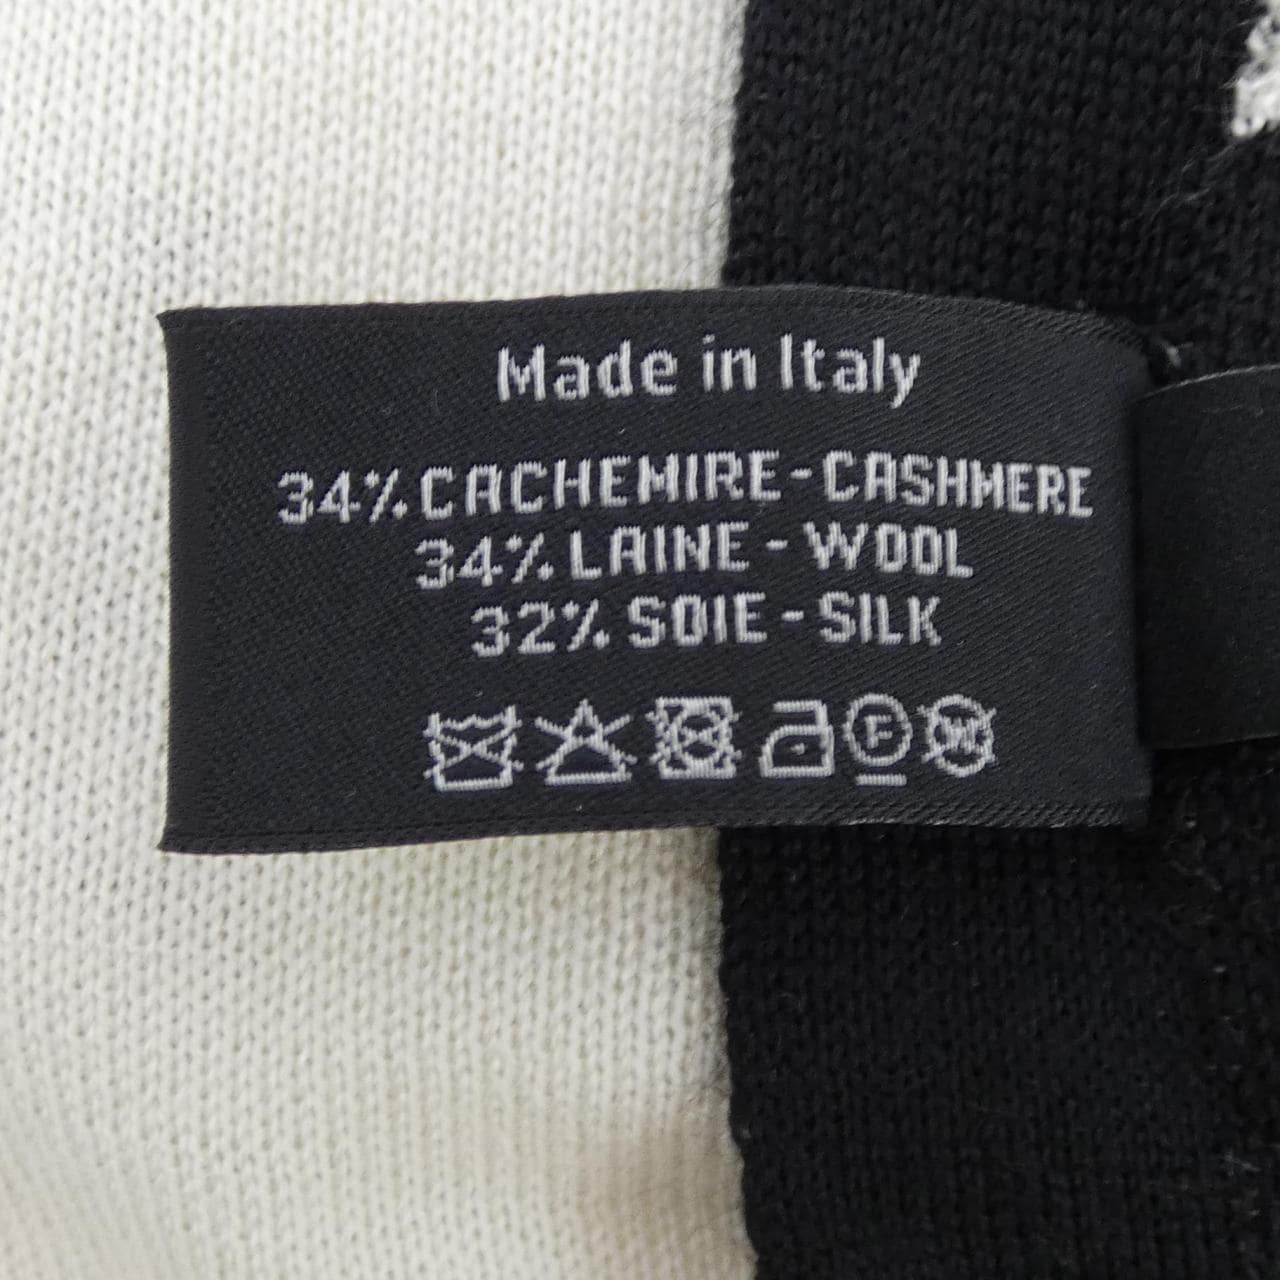 Made in Italy
34% CACHEMIRE - CASHMERE
34% LAINE - WOOL
32% SOIE - SILK
F
W